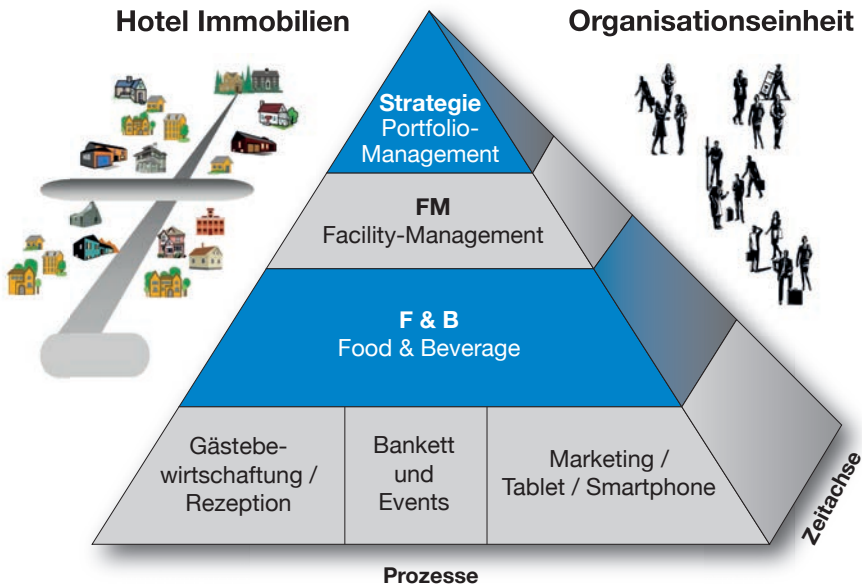 Hotel Immobilien
Organisationseinheit
Strategie
Portfolio-
Management
FM
Facility-Management
F & B
Food & Beverage
Gästebe-
wirtschaftung /
Rezeption
Bankett
und
Events
Marketing /
Tablet / Smartphone
Zeitachse
Prozesse